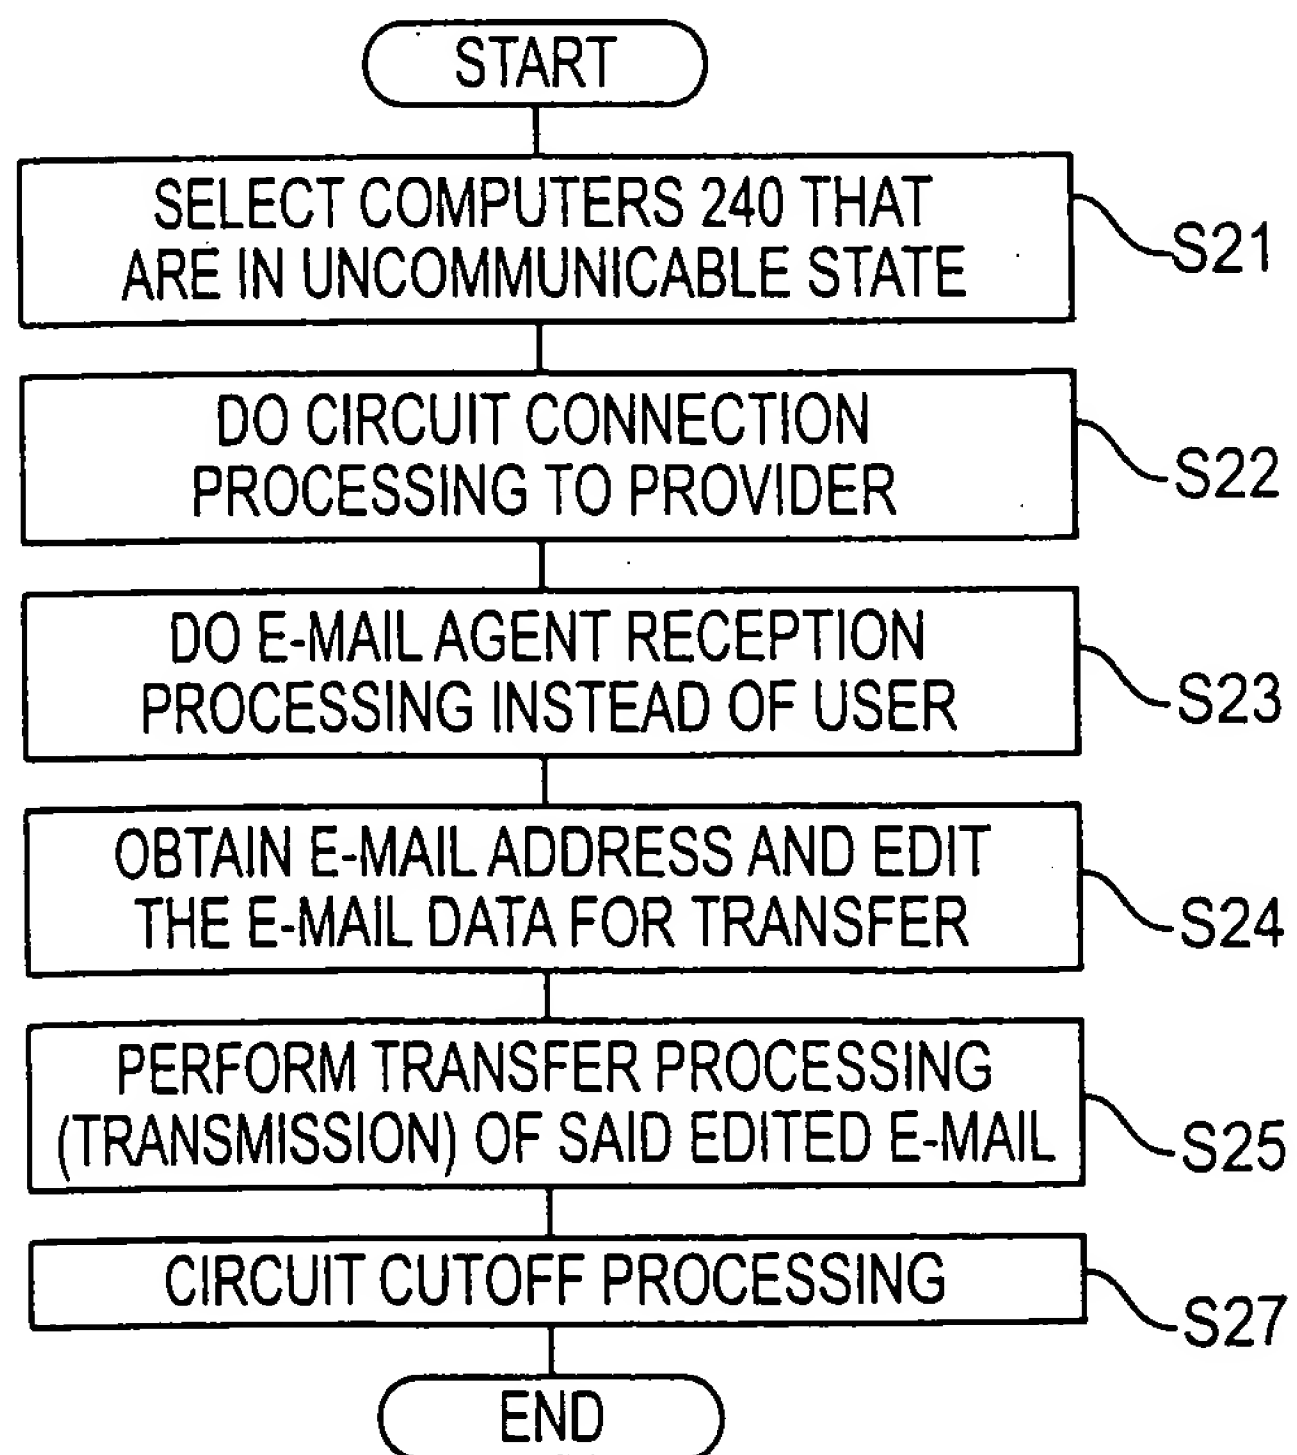 START
SELECT COMPUTERS 240 THAT
ARE IN UNCOMMUNICABLE STATE
S21
DO CIRCUIT CONNECTION
PROCESSING TO PROVIDER
S22
DO E-MAIL AGENT RECEPTION
PROCESSING INSTEAD OF USER
S23
OBTAIN E-MAIL ADDRESS AND EDIT
THE E-MAIL DATA FOR TRANSFER
S24
PERFORM TRANSFER PROCESSING
(TRANSMISSION) OF SAID EDITED E-MAIL
S25
CIRCUIT CUTOFF PROCESSING
S27
END